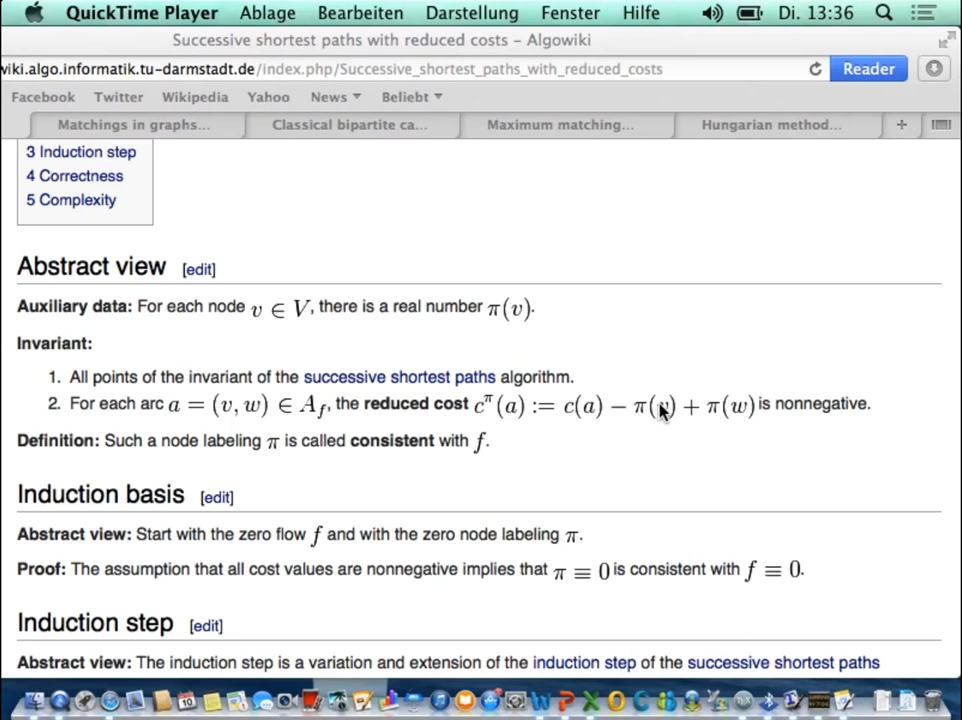 QuickTime Player Ablage Bearbeiten Darstellung Fenster Hilfe Di. 13:36
Successive shortest paths with reduced costs – Algowiki
wiki.algo.informatik.tu-darmstadt.de/index.php/Successive_shortest_paths_with_reduced_costs Reader
Facebook Twitter Wikipedia Yahoo News ▼ Beliebt ▼
Matchings in graphs... Classical bipartite ca... Maximum matching... Hungarian method... +
3 Induction step
4 Correctness
5 Complexity
Abstract view [edit]
Auxiliary data: For each node v ∈ V, there is a real number π(v).
Invariant:
1. All points of the invariant of the successive shortest paths algorithm.
2. For each arc a = (v, w) ∈ A_f, the reduced cost c^π(a) := c(a) − π(v) + π(w) is nonnegative.
Definition: Such a node labeling π is called consistent with f.
Induction basis [edit]
Abstract view: Start with the zero flow f and with the zero node labeling π.
Proof: The assumption that all cost values are nonnegative implies that π ≡ 0 is consistent with f ≡ 0.
Induction step [edit]
Abstract view: The induction step is a variation and extension of the induction step of the successive shortest paths